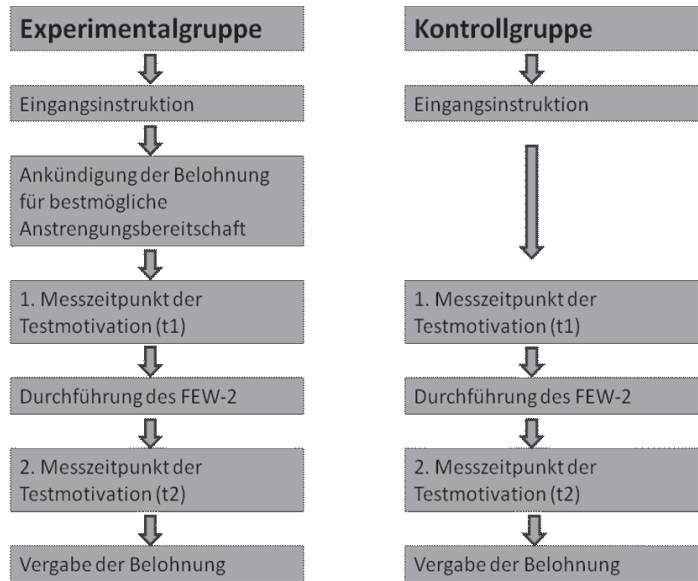 Experimentalgruppe
Eingangsinstruktion
Ankündigung der Belohnung
für bestmögliche
Anstrengungsbereitschaft
1. Messzeitpunkt der
Testmotivation (t1)
Durchführung des FEW-2
2. Messzeitpunkt der
Testmotivation (t2)
Vergabe der Belohnung
Kontrollgruppe
Eingangsinstruktion
1. Messzeitpunkt der
Testmotivation (t1)
Durchführung des FEW-2
2. Messzeitpunkt der
Testmotivation (t2)
Vergabe der Belohnung